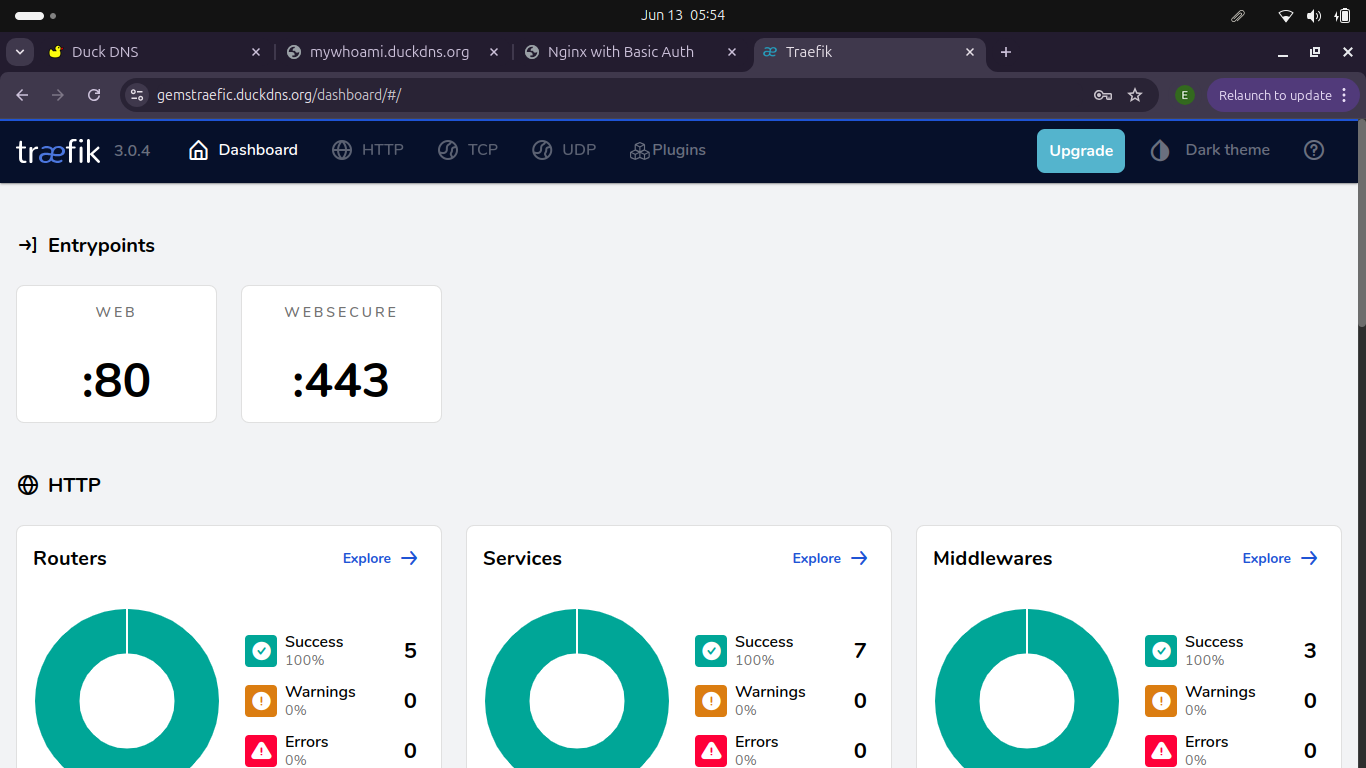 Jun 13 05:54
Duck DNS
mywhoami.duckdns.org
Nginx with Basic Auth
Traefik
gemstraefic.duckdns.org/dashboard/#/
E
Relaunch to update
træfik 3.0.4
Dashboard
HTTP
TCP
UDP
Plugins
Upgrade
Dark theme
Entrypoints
WEB
:80
WEBSECURE
:443
HTTP
Routers
Explore
Success 5
100%
Warnings 0
0%
Errors 0
0%
Services
Explore
Success 7
100%
Warnings 0
0%
Errors 0
0%
Middlewares
Explore
Success 3
100%
Warnings 0
0%
Errors 0
0%